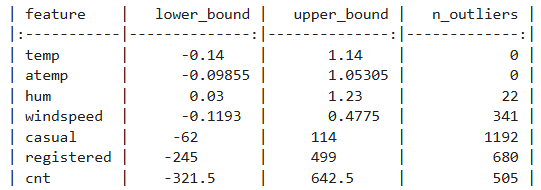 | feature    |   lower_bound |   upper_bound |   n_outliers |
|:-----------|--------------:|--------------:|-------------:|
| temp       |      -0.14    |       1.14    |            0 |
| atemp      |      -0.09855 |       1.05305 |            0 |
| hum        |       0.03    |       1.23    |           22 |
| windspeed  |      -0.1193  |       0.4775  |          341 |
| casual     |     -62       |     114       |         1192 |
| registered |    -245       |     499       |          680 |
| cnt        |    -321.5     |     642.5     |          505 |